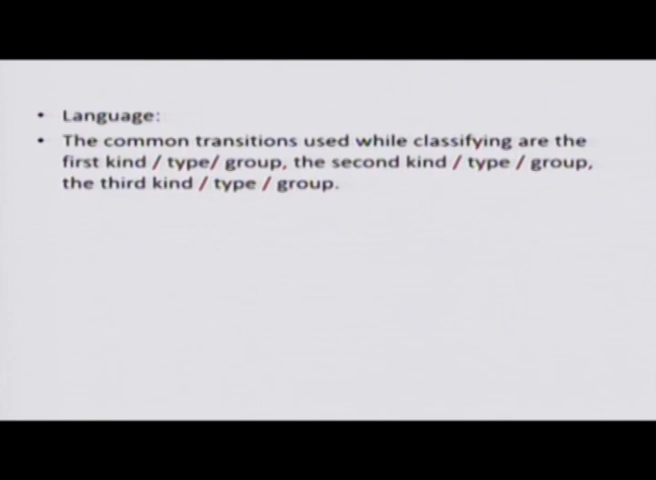 • Language:
• The common transitions used while classifying are the
first kind / type/ group, the second kind / type / group,
the third kind / type / group.